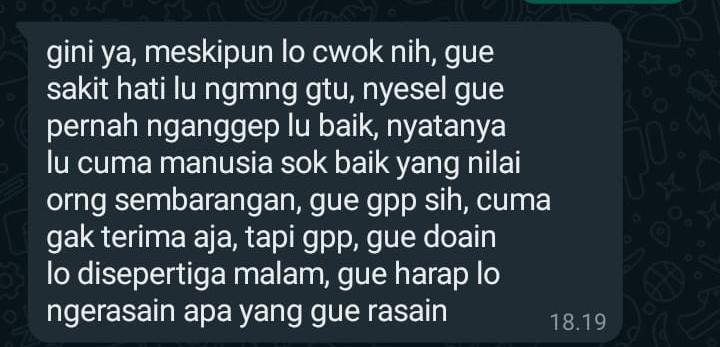 gini ya, meskipun lo cwok nih, gue
sakit hati lu ngmng gtu, nyesel gue
pernah nganggep lu baik, nyatanya
lu cuma manusia sok baik yang nilai
orng sembarangan, gue gpp sih, cuma
gak terima aja, tapi gpp, gue doain
lo disepertiga malam, gue harap lo
ngerasain apa yang gue rasain
18.19